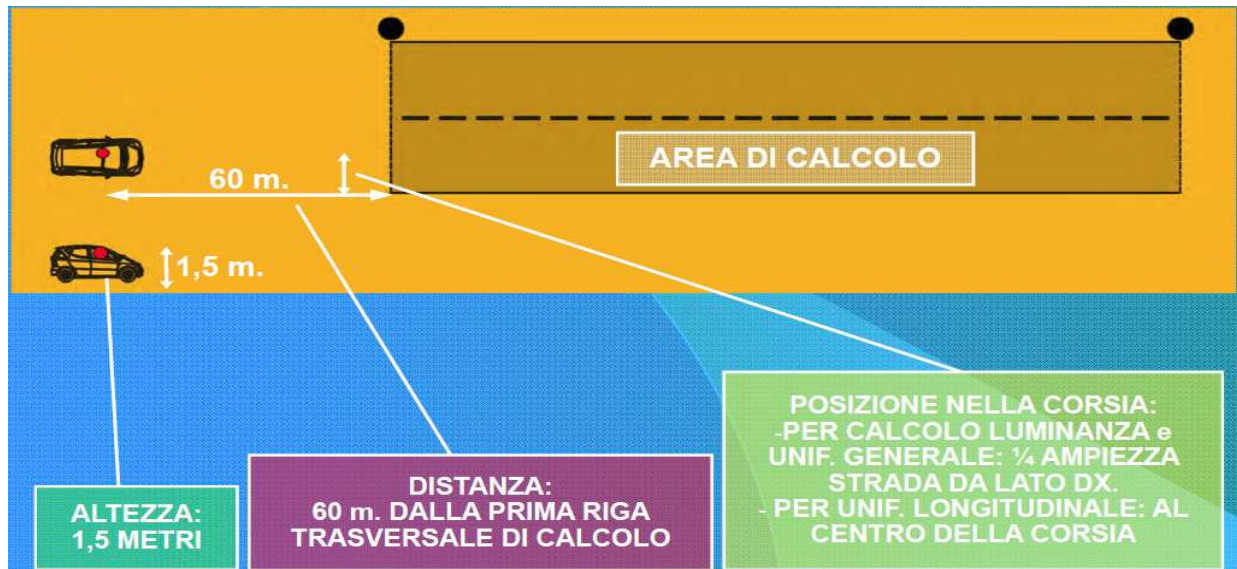 AREA DI CALCOLO
60 m.
1,5 m.
ALTEZZA:
1,5 METRI
DISTANZA:
60 m. DALLA PRIMA RIGA
TRASVERSALE DI CALCOLO
POSIZIONE NELLA CORSIA:
-PER CALCOLO LUMINANZA e
UNIF. GENERALE: ¼ AMPIEZZA
STRADA DA LATO DX.
- PER UNIF. LONGITUDINALE: AL
CENTRO DELLA CORSIA